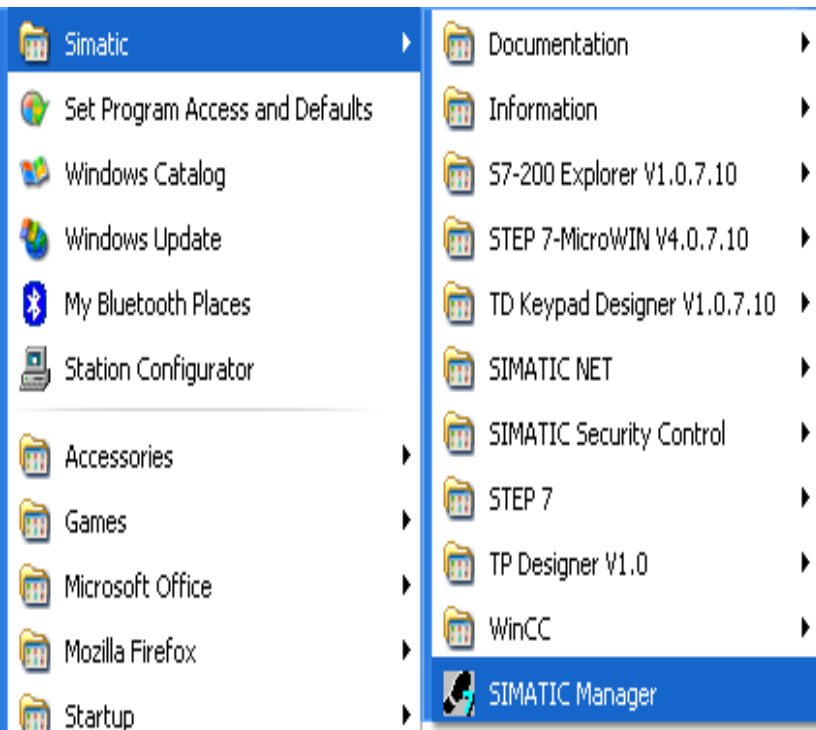 Simatic
Set Program Access and Defaults
Windows Catalog
Windows Update
My Bluetooth Places
Station Configurator
Accessories
Games
Microsoft Office
Mozilla Firefox
Startup
Documentation
Information
S7-200 Explorer V1.0.7.10
STEP 7-MicroWIN V4.0.7.10
TD Keypad Designer V1.0.7.10
SIMATIC NET
SIMATIC Security Control
STEP 7
TP Designer V1.0
WinCC
SIMATIC Manager